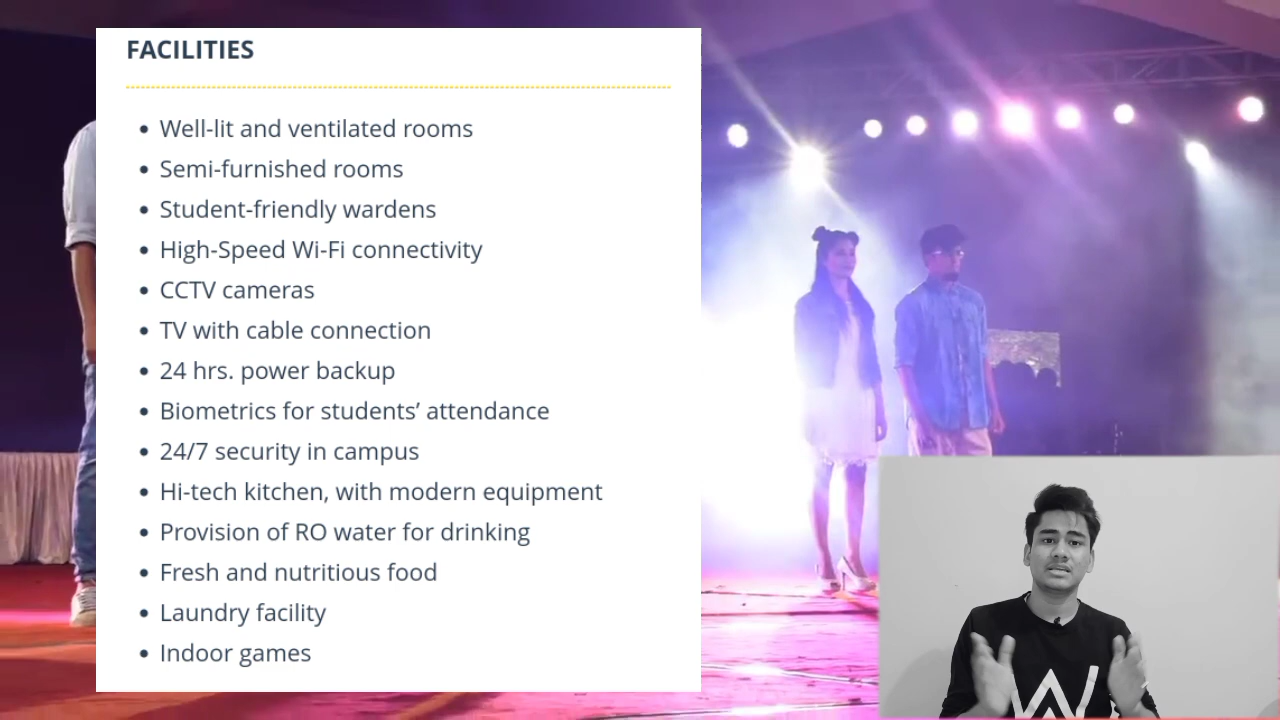 FACILITIES
• Well-lit and ventilated rooms
• Semi-furnished rooms
• Student-friendly wardens
• High-Speed Wi-Fi connectivity
• CCTV cameras
• TV with cable connection
• 24 hrs. power backup
• Biometrics for students’ attendance
• 24/7 security in campus
• Hi-tech kitchen, with modern equipment
• Provision of RO water for drinking
• Fresh and nutritious food
• Laundry facility
• Indoor games